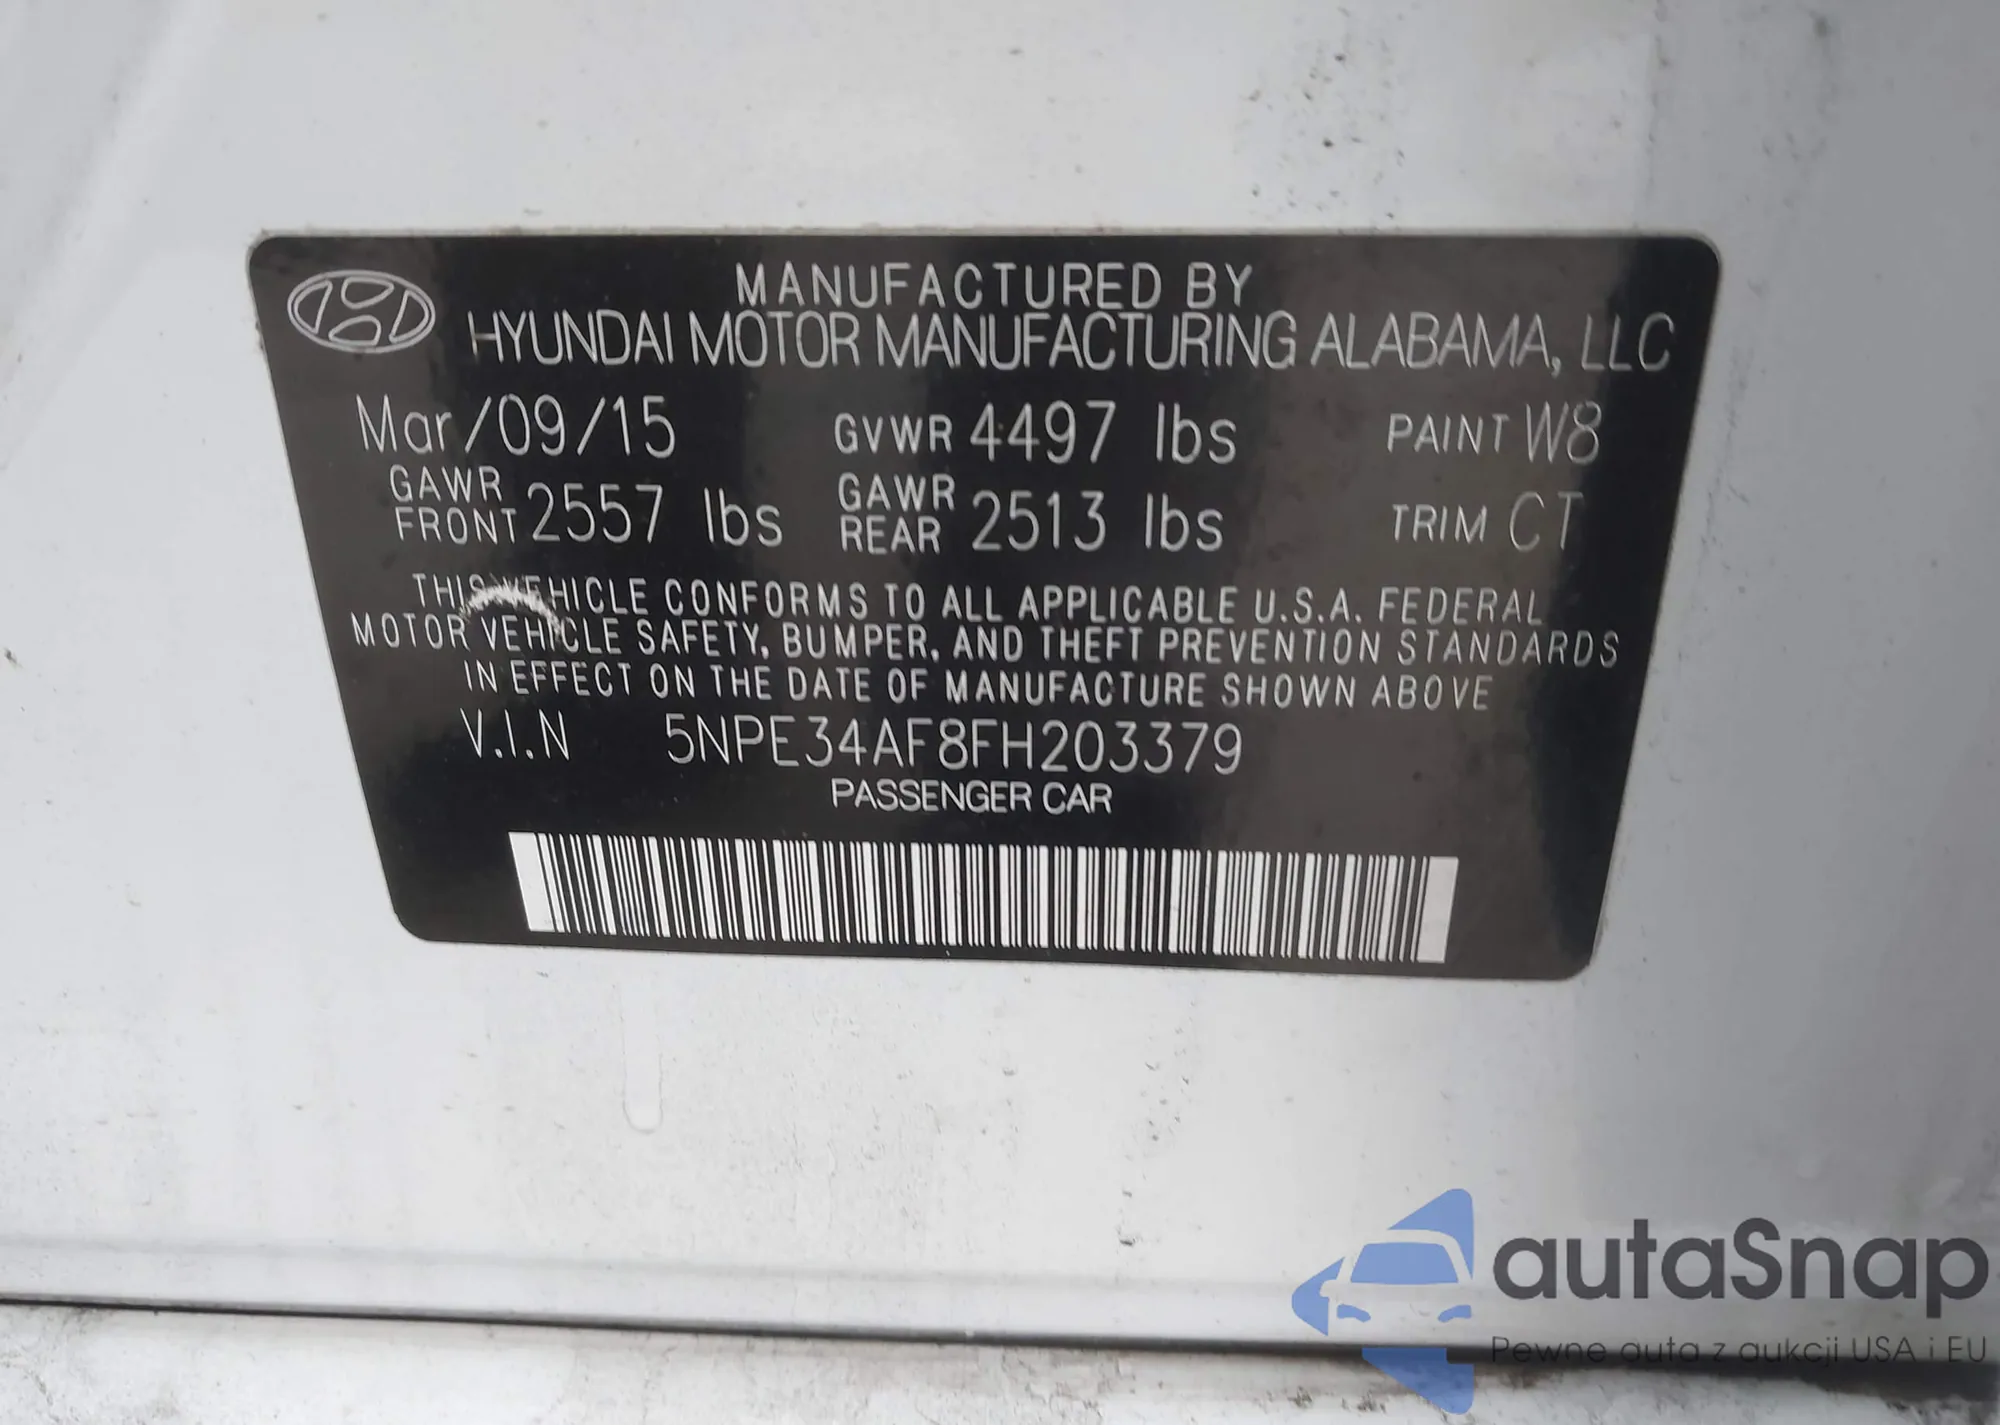 MANUFACTURED BY
HYUNDAI MOTOR MANUFACTURING ALABAMA, LLC
Mar/09/15 GVWR 4497 lbs PAINT W8
GAWR FRONT 2557 lbs GAWR REAR 2513 lbs TRIM CT
THIS VEHICLE CONFORMS TO ALL APPLICABLE U.S.A. FEDERAL
MOTOR VEHICLE SAFETY, BUMPER, AND THEFT PREVENTION STANDARDS
IN EFFECT ON THE DATE OF MANUFACTURE SHOWN ABOVE
V.I.N 5NPE34AF8FH203379
PASSENGER CAR
autaSnap
Pewne auta z aukcji USA i EU